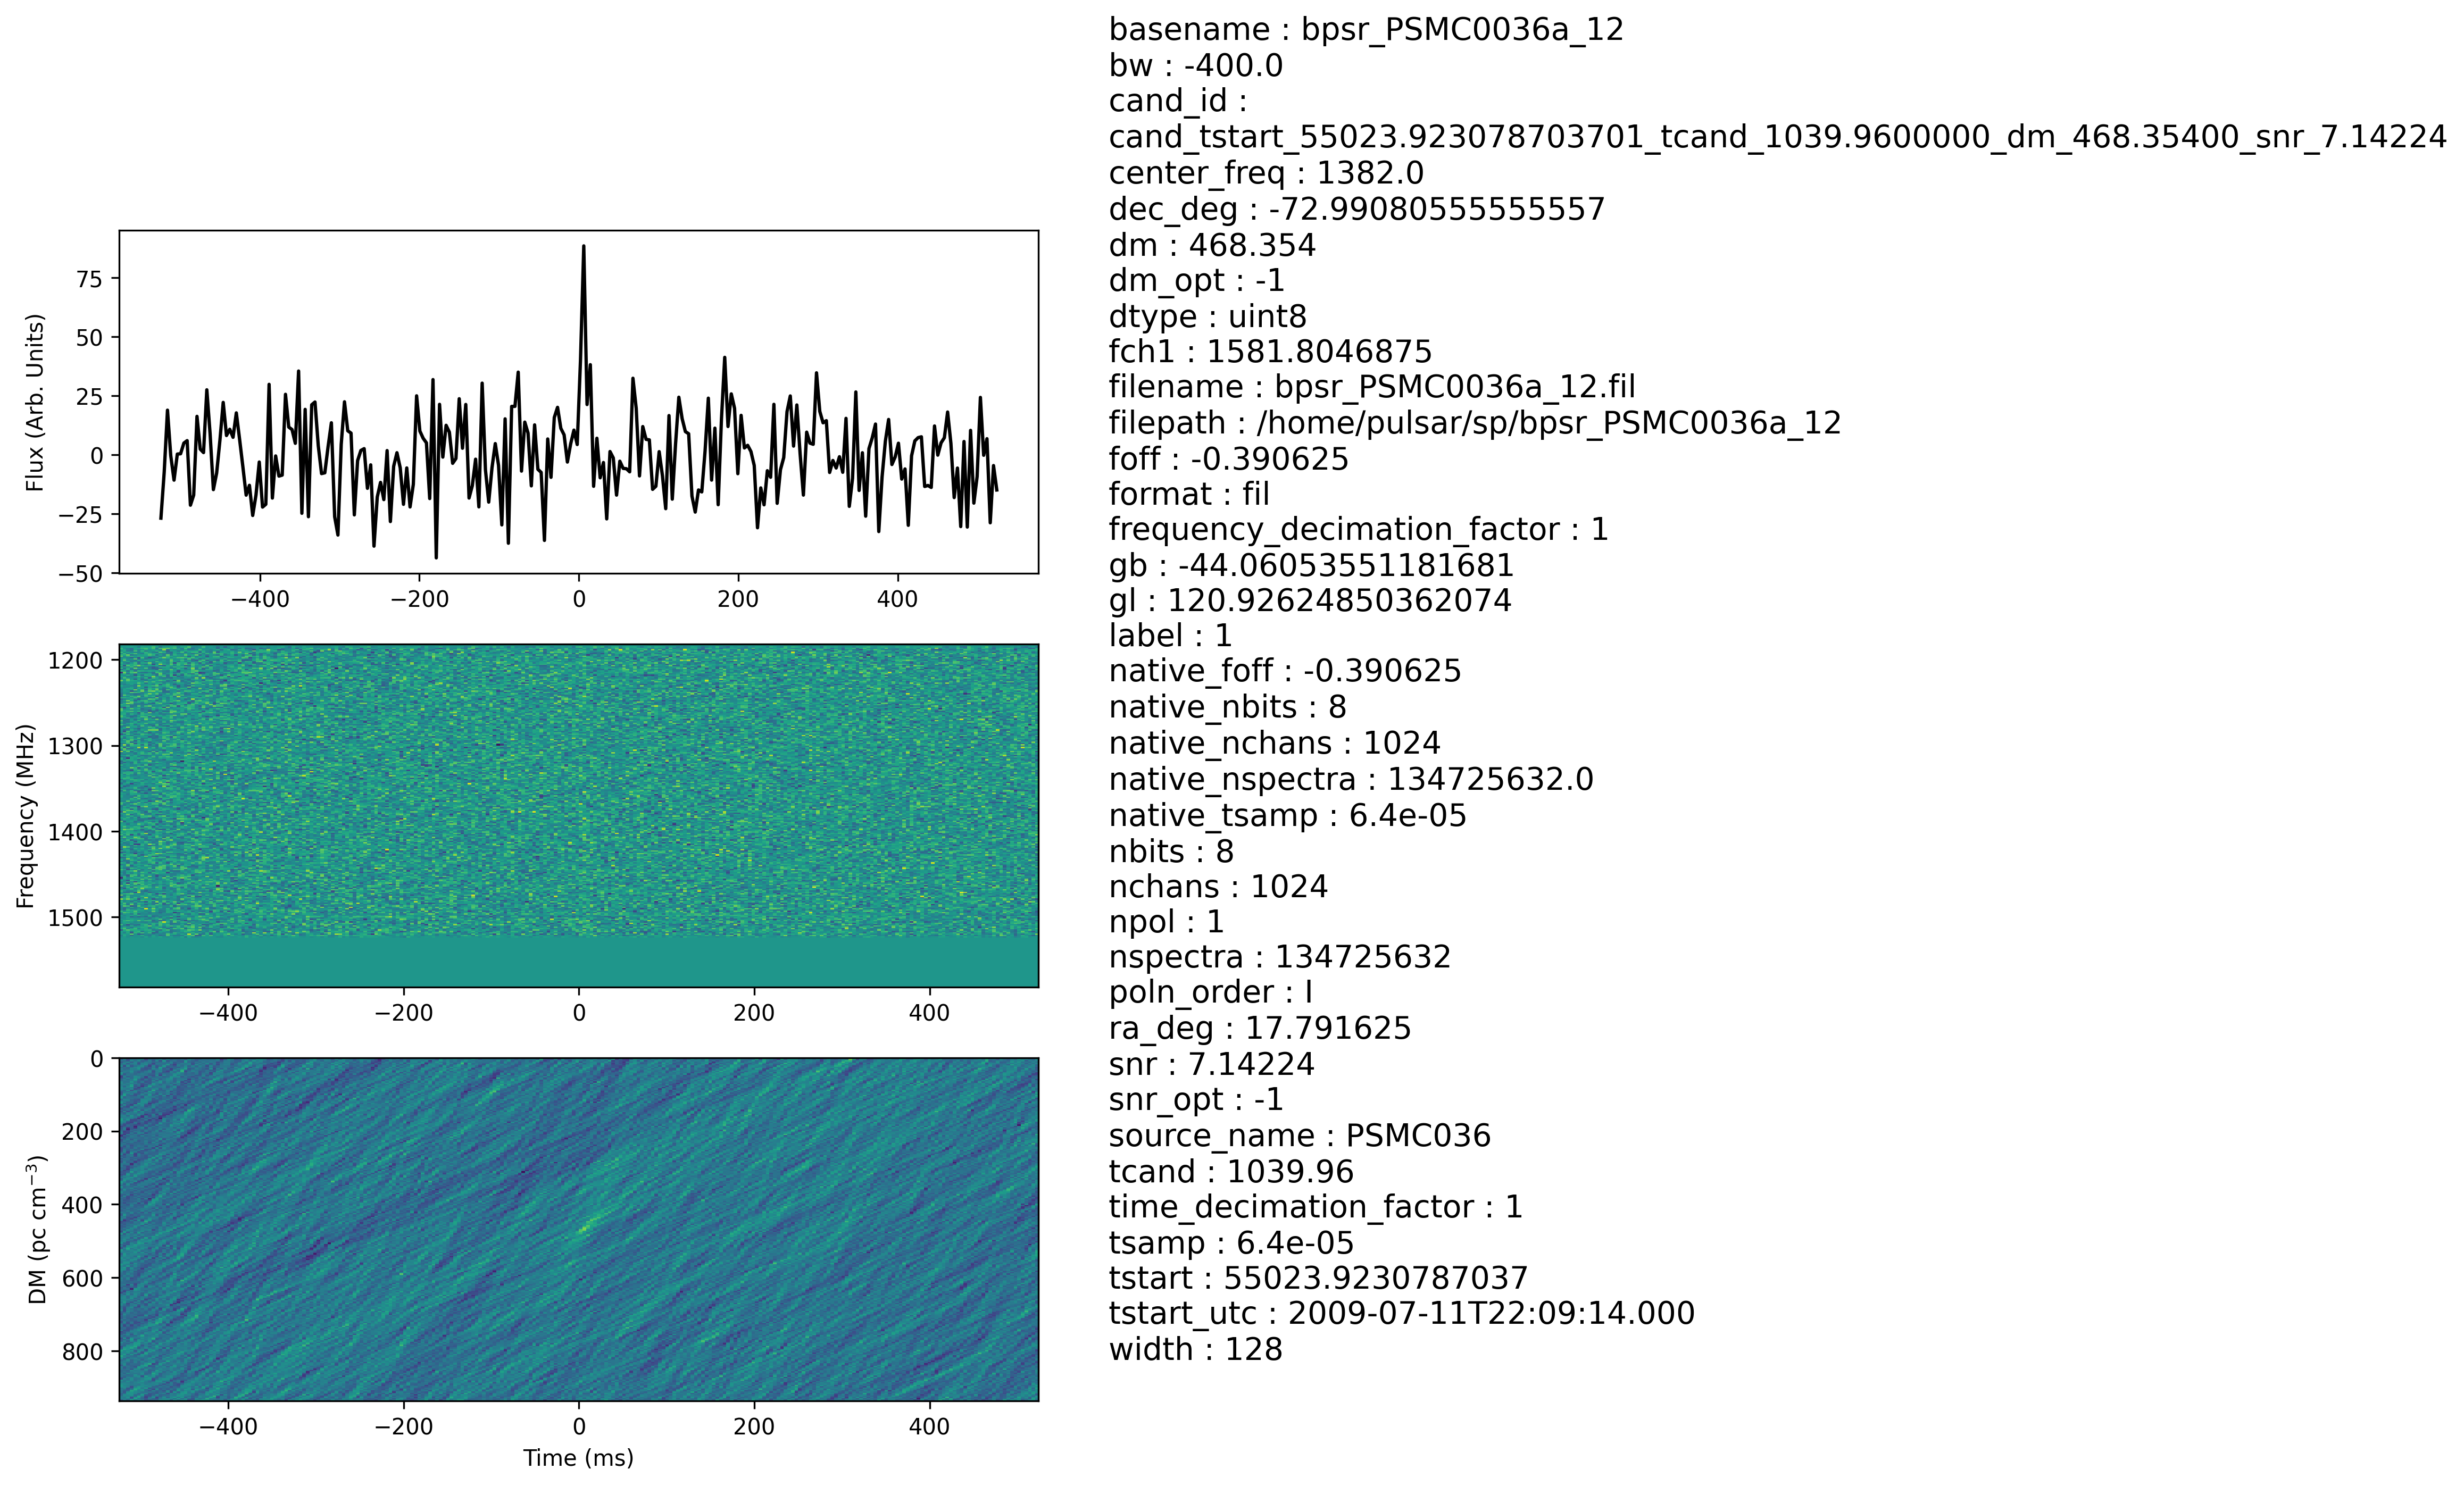 basename : bpsr_PSMC0036a_12
bw : -400.0
cand_id :
cand_tstart_55023.923078703701_tcand_1039.9600000_dm_468.35400_snr_7.14224
center_freq : 1382.0
dec_deg : -72.99080555555557
dm : 468.354
dm_opt : -1
dtype : uint8
fch1 : 1581.8046875
filename : bpsr_PSMC0036a_12.fil
filepath : /home/pulsar/sp/bpsr_PSMC0036a_12
foff : -0.390625
format : fil
frequency_decimation_factor : 1
gb : -44.06053551181681
gl : 120.92624850362074
label : 1
native_foff : -0.390625
native_nbits : 8
native_nchans : 1024
native_nspectra : 134725632.0
native_tsamp : 6.4e-05
nbits : 8
nchans : 1024
npol : 1
nspectra : 134725632
poln_order : I
ra_deg : 17.791625
snr : 7.14224
snr_opt : -1
source_name : PSMC036
tcand : 1039.96
time_decimation_factor : 1
tsamp : 6.4e-05
tstart : 55023.9230787037
tstart_utc : 2009-07-11T22:09:14.000
width : 128
Flux (Arb. Units)
75
50
25
0
−25
−50
−400 −200 0 200 400
Frequency (MHz)
1200
1300
1400
1500
−400 −200 0 200 400
DM (pc cm⁻³)
0
200
400
600
800
−400 −200 0 200 400
Time (ms)